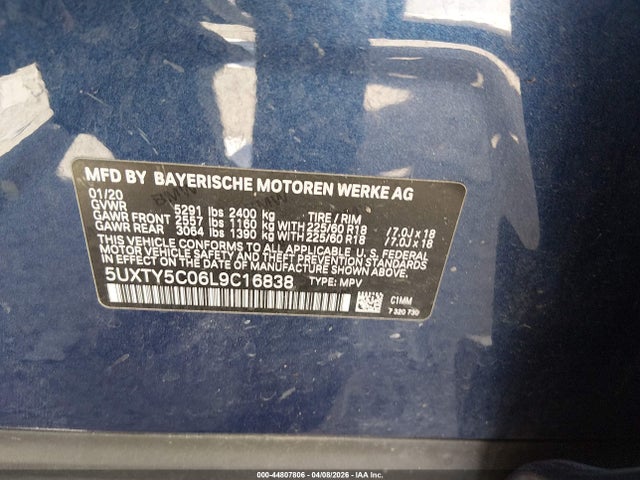 MFD BY BAYERISCHE MOTOREN WERKE AG
01/20
GVWR 5291 lbs 2400 kg TIRE / RIM
GAWR FRONT 2557 lbs 1160 kg WITH 225/60 R18 / 7.0J x 18
GAWR REAR 3064 lbs 1390 kg WITH 225/60 R18 / 7.0J x 18
THIS VEHICLE CONFORMS TO ALL APPLICABLE U.S. FEDERAL
MOTOR VEHICLE SAFETY AND THEFT PREVENTION STANDARDS
IN EFFECT ON THE DATE OF MANUFACTURE SHOWN ABOVE.
5UXTY5C06L9C16838 TYPE: MPV
C1MM
7 320 730
000-44807806 - 04/08/2026 - IAA Inc.